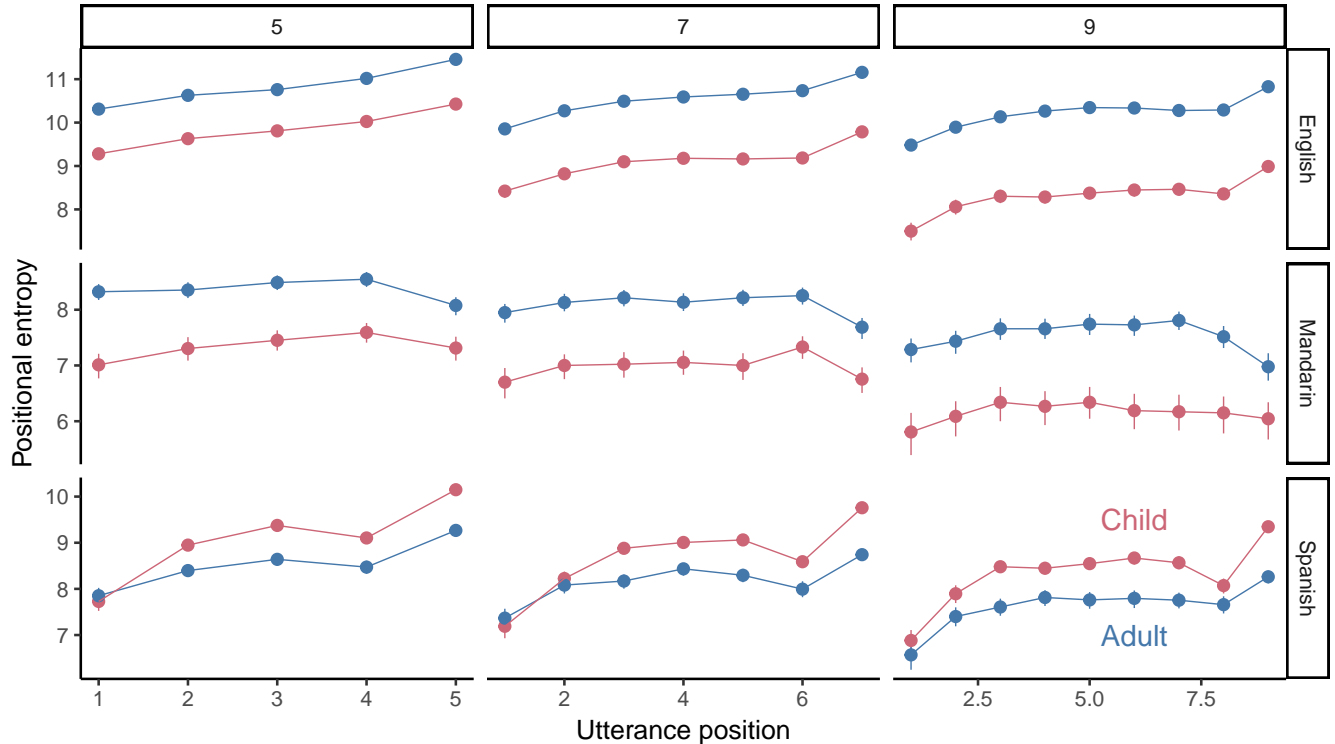 5 7 9
11
10
9
8
English
8
7
6
Mandarin
10
9
8
7
Spanish
Child
Adult
Positional entropy
1 2 3 4 5
2 4 6
2.5 5.0 7.5
Utterance position